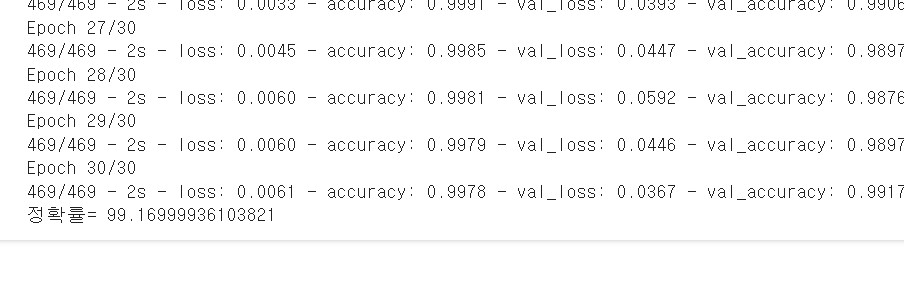 469/469 - 2s - loss: 0.0033 - accuracy: 0.9991 - val_loss: 0.0393 - val_accuracy: 0.9906
Epoch 27/30
469/469 - 2s - loss: 0.0045 - accuracy: 0.9985 - val_loss: 0.0447 - val_accuracy: 0.9897
Epoch 28/30
469/469 - 2s - loss: 0.0060 - accuracy: 0.9981 - val_loss: 0.0592 - val_accuracy: 0.9876
Epoch 29/30
469/469 - 2s - loss: 0.0060 - accuracy: 0.9979 - val_loss: 0.0446 - val_accuracy: 0.9897
Epoch 30/30
469/469 - 2s - loss: 0.0061 - accuracy: 0.9978 - val_loss: 0.0367 - val_accuracy: 0.9917
정확률= 99.16999936103821